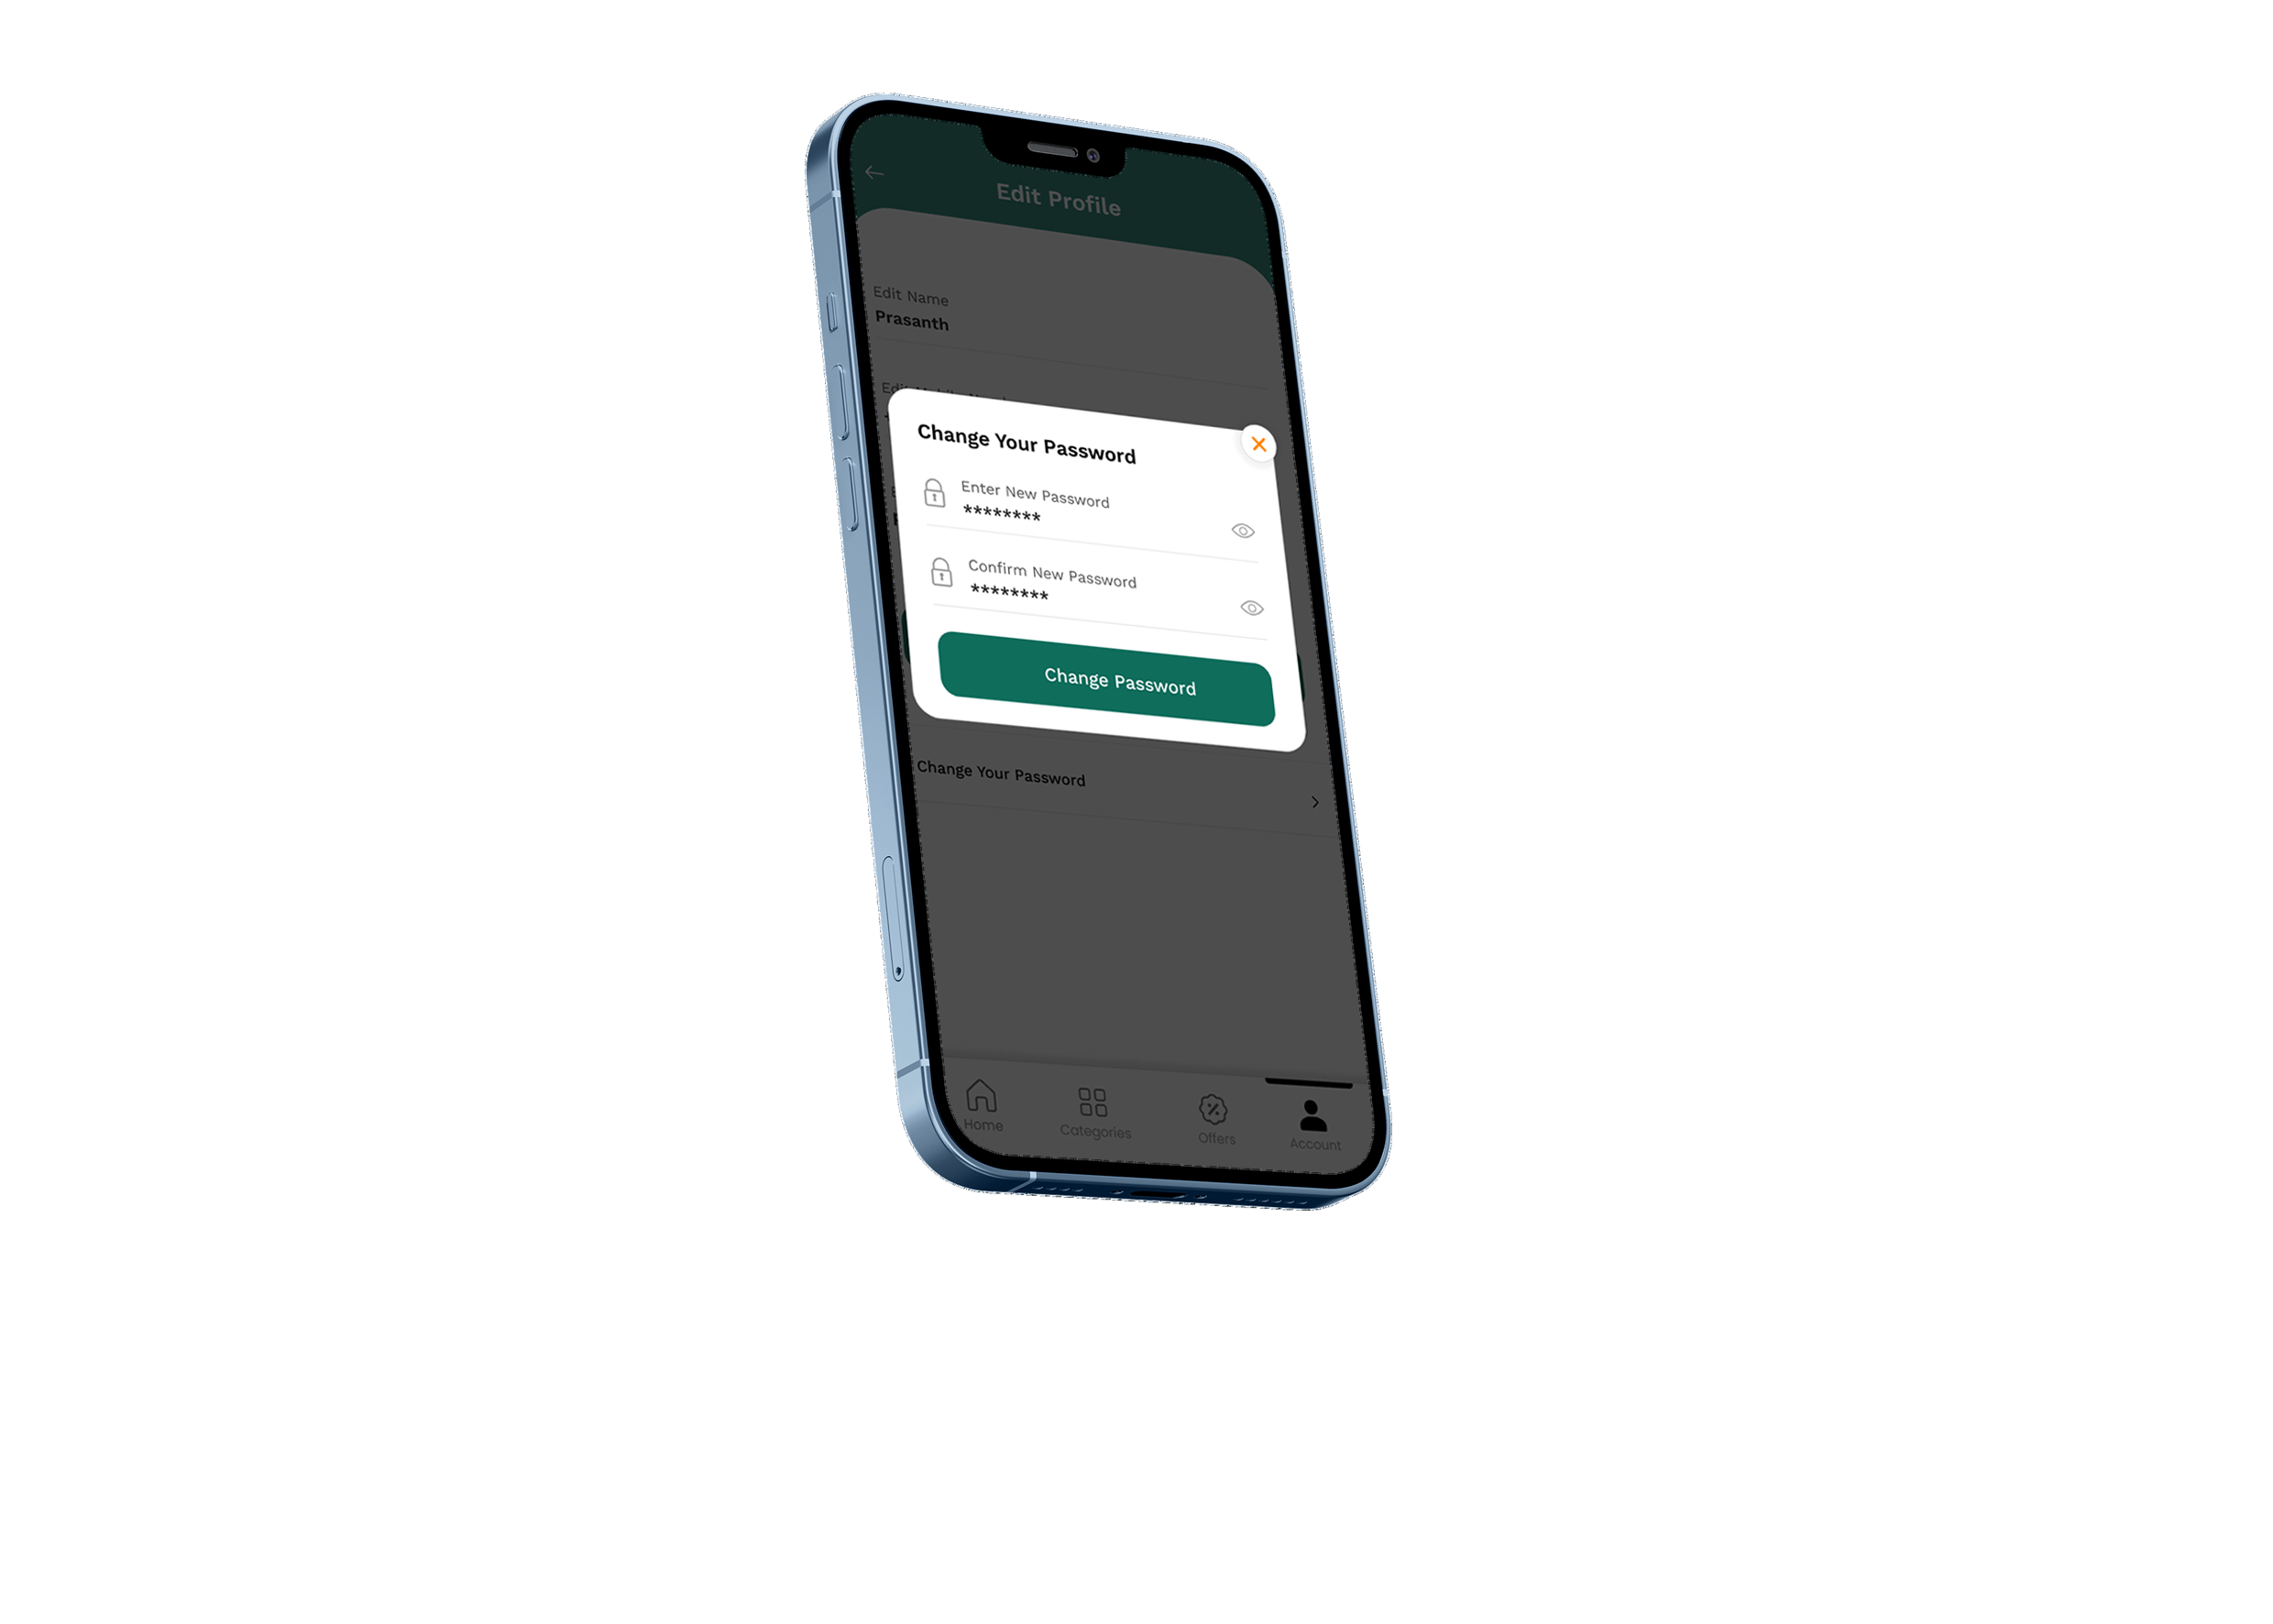 Edit Profile
Edit Name
Prasanth
Edit
Change Your Password
Enter New Password
********
Confirm New Password
********
Change Password
Change Your Password
Home
Categories
Offers
Account